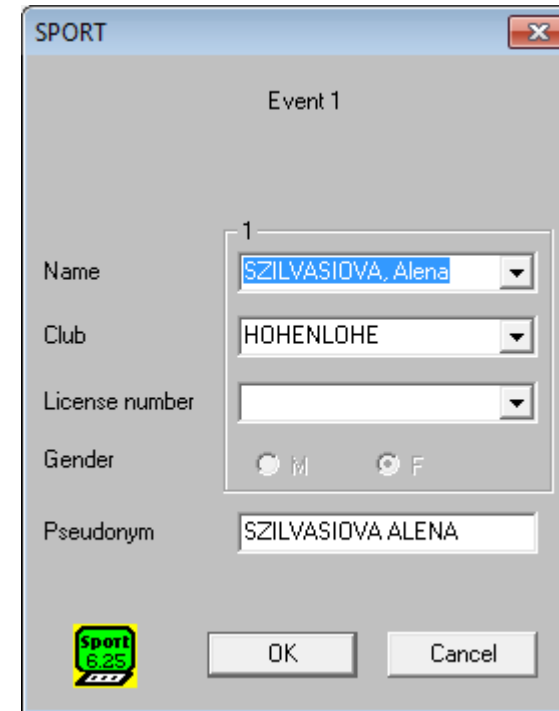 SPORT
Event 1
1
Name SZILVASIOVA, Alena
Club HOHENLOHE
License number
Gender M F
Pseudonym SZILVASIOVA ALENA
Sport
6.25
OK Cancel